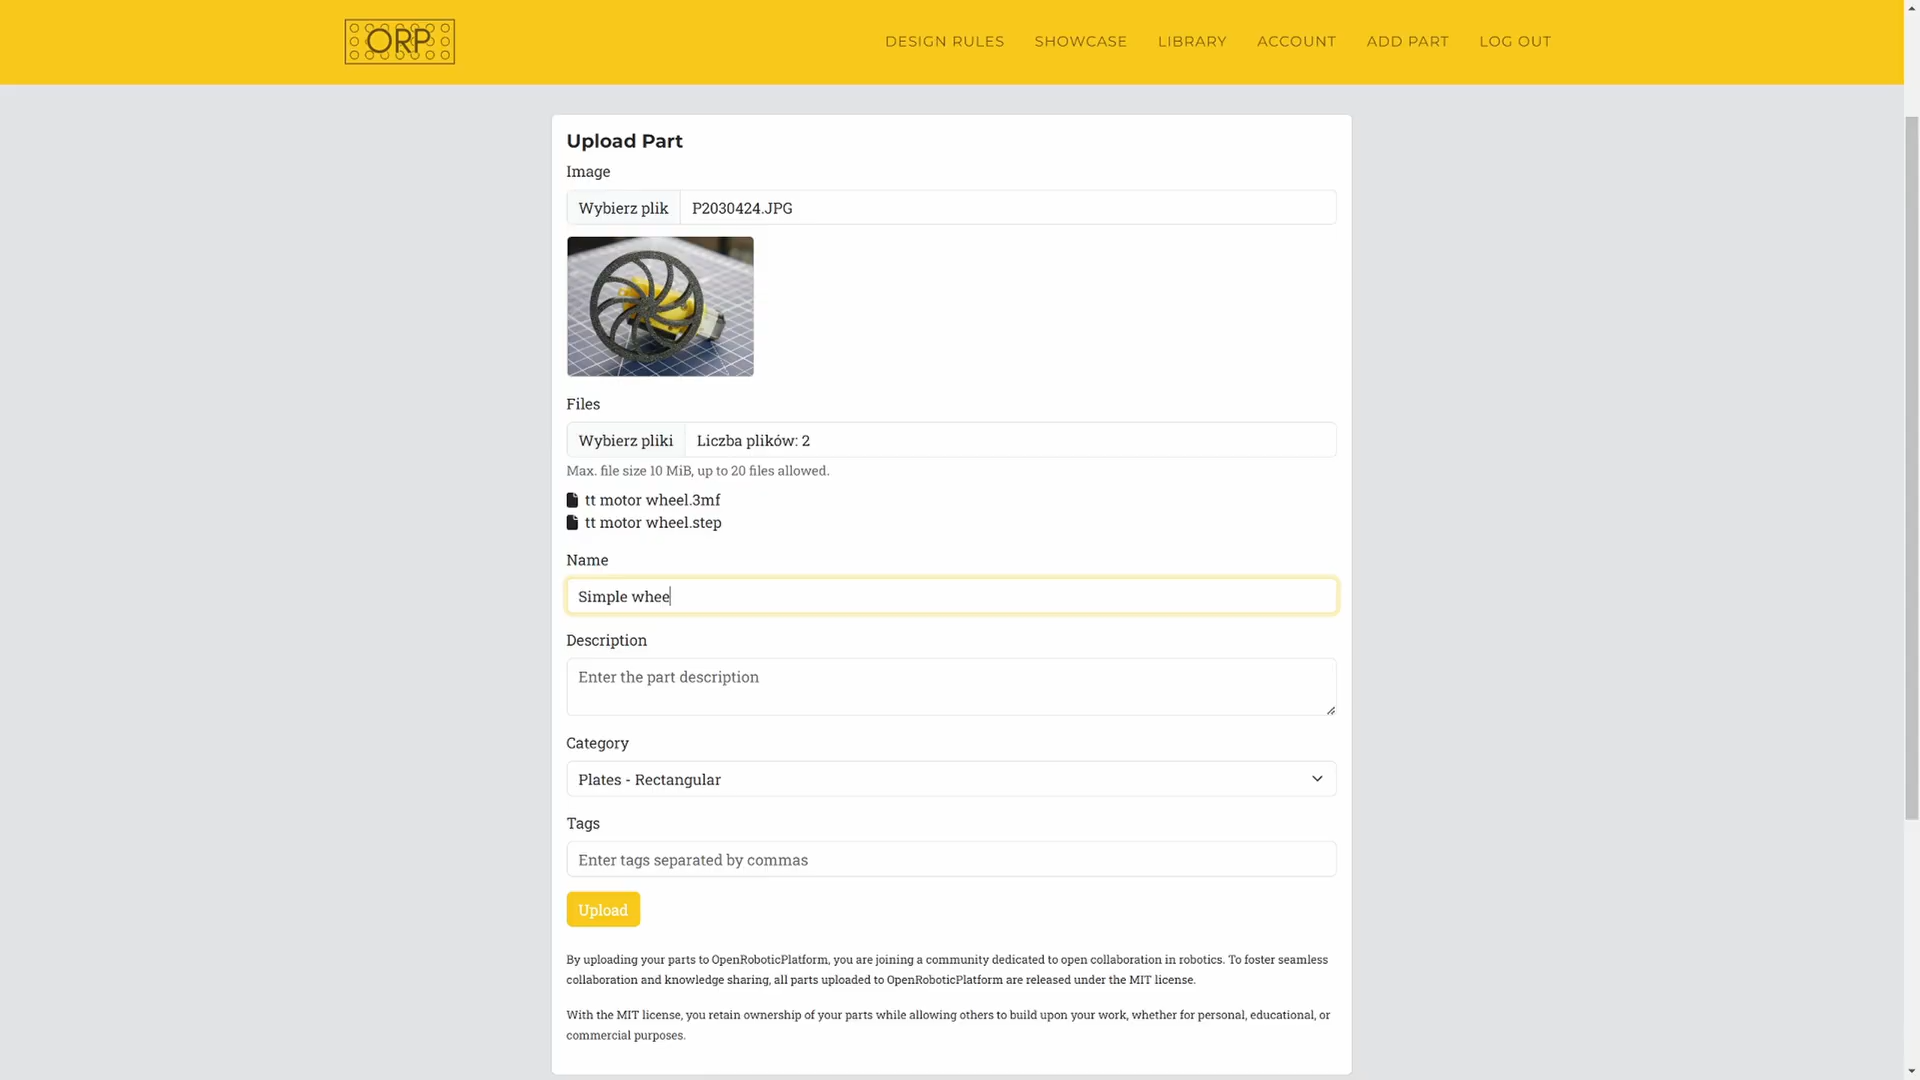 ORP
DESIGN RULES
SHOWCASE
LIBRARY
ACCOUNT
ADD PART
LOG OUT
Upload Part
Image
Wybierz plik
P2030424.JPG
Files
Wybierz pliki
Liczba plików: 2
Max. file size 10 MiB, up to 20 files allowed.
tt motor wheel.3mf
tt motor wheel.step
Name
Simple whee
Description
Enter the part description
Category
Plates - Rectangular
Tags
Enter tags separated by commas
Upload
By uploading your parts to OpenRoboticPlatform, you are joining a community dedicated to open collaboration in robotics. To foster seamless
collaboration and knowledge sharing, all parts uploaded to OpenRoboticPlatform are released under the MIT license.
With the MIT license, you retain ownership of your parts while allowing others to build upon your work, whether for personal, educational, or
commercial purposes.